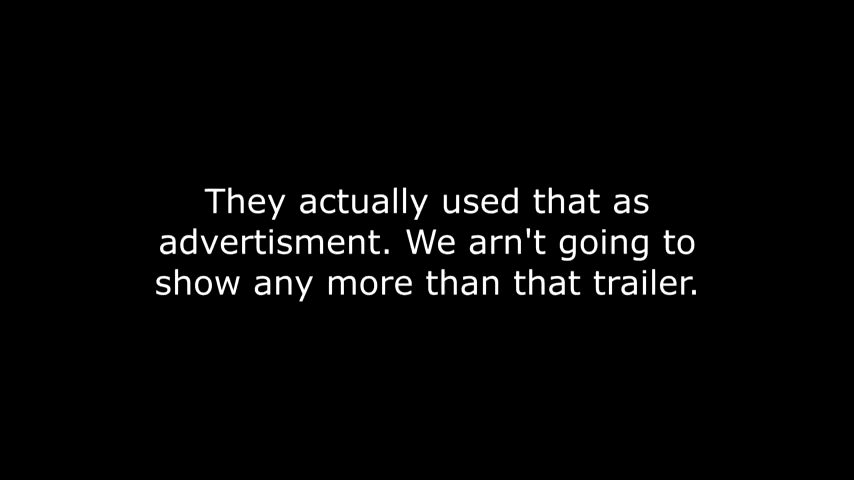 They actually used that as
advertisment. We arn't going to
show any more than that trailer.